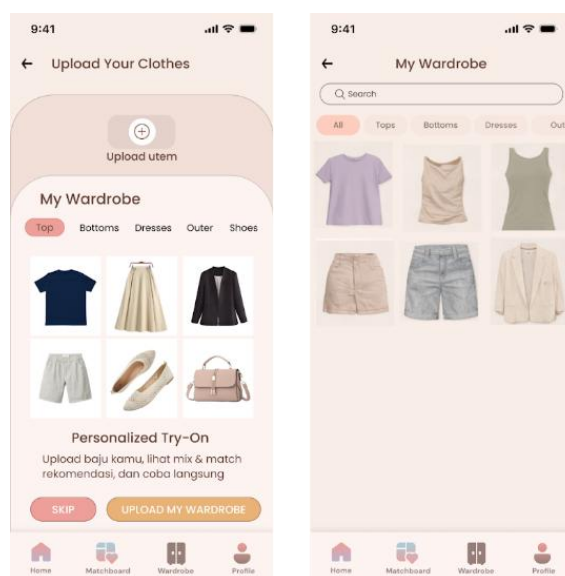 9:41
Upload Your Clothes
Upload utem
My Wardrobe
Top Bottoms Dresses Outer Shoes
Personalized Try-On
Upload baju kamu, lihat mix & match
rekomendasi, dan coba langsung
SKIP UPLOAD MY WARDROBE
Home Matchboard Wardrobe Profile
9:41
My Wardrobe
Search
All Tops Bottoms Dresses Out
Home Matchboard Wardrobe Profile